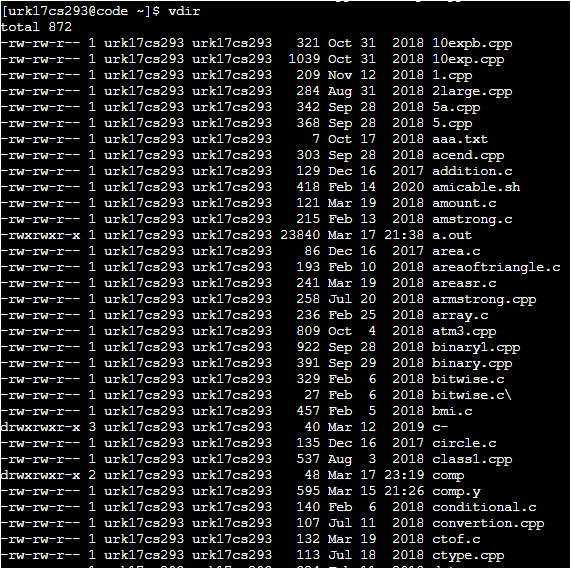 [urk17cs293@code ~]$ vdir
total 872
-rw-rw-r-- 1 urk17cs293 urk17cs293   321 Oct 31  2018 10expb.cpp
-rw-rw-r-- 1 urk17cs293 urk17cs293  1039 Oct 31  2018 10exp.cpp
-rw-rw-r-- 1 urk17cs293 urk17cs293   209 Nov 12  2018 1.cpp
-rw-rw-r-- 1 urk17cs293 urk17cs293   284 Aug 31  2018 2large.cpp
-rw-rw-r-- 1 urk17cs293 urk17cs293   342 Sep 28  2018 5a.cpp
-rw-rw-r-- 1 urk17cs293 urk17cs293   368 Sep 28  2018 5.cpp
-rw-rw-r-- 1 urk17cs293 urk17cs293     7 Oct 17  2018 aaa.txt
-rw-rw-r-- 1 urk17cs293 urk17cs293   303 Sep 28  2018 acend.cpp
-rw-rw-r-- 1 urk17cs293 urk17cs293   129 Dec 16  2017 addition.c
-rw-rw-r-- 1 urk17cs293 urk17cs293   418 Feb 14  2020 amicable.sh
-rw-rw-r-- 1 urk17cs293 urk17cs293   121 Mar 19  2018 amount.c
-rw-rw-r-- 1 urk17cs293 urk17cs293   215 Feb 13  2018 amstrong.c
-rwxrwxr-x 1 urk17cs293 urk17cs293 23840 Mar 17 21:38 a.out
-rw-rw-r-- 1 urk17cs293 urk17cs293    86 Dec 16  2017 area.c
-rw-rw-r-- 1 urk17cs293 urk17cs293   193 Feb 10  2018 areaoftriangle.c
-rw-rw-r-- 1 urk17cs293 urk17cs293   241 Mar 19  2018 areasr.c
-rw-rw-r-- 1 urk17cs293 urk17cs293   258 Jul 20  2018 armstrong.cpp
-rw-rw-r-- 1 urk17cs293 urk17cs293   236 Feb 25  2018 array.c
-rw-rw-r-- 1 urk17cs293 urk17cs293   809 Oct  4  2018 atm3.cpp
-rw-rw-r-- 1 urk17cs293 urk17cs293   922 Sep 28  2018 binary1.cpp
-rw-rw-r-- 1 urk17cs293 urk17cs293   391 Sep 29  2018 binary.cpp
-rw-rw-r-- 1 urk17cs293 urk17cs293   329 Feb  6  2018 bitwise.c
-rw-rw-r-- 1 urk17cs293 urk17cs293    27 Feb  6  2018 bitwise.c\
-rw-rw-r-- 1 urk17cs293 urk17cs293   457 Feb  5  2018 bmi.c
drwxrwxr-x 3 urk17cs293 urk17cs293    40 Mar 12  2019 c-
-rw-rw-r-- 1 urk17cs293 urk17cs293   135 Dec 16  2017 circle.c
-rw-rw-r-- 1 urk17cs293 urk17cs293   537 Aug  3  2018 class1.cpp
drwxrwxr-x 2 urk17cs293 urk17cs293    48 Mar 17 23:19 comp
-rw-rw-r-- 1 urk17cs293 urk17cs293   595 Mar 15 21:26 comp.y
-rw-rw-r-- 1 urk17cs293 urk17cs293   140 Feb  6  2018 conditional.c
-rw-rw-r-- 1 urk17cs293 urk17cs293   107 Jul 11  2018 convertion.cpp
-rw-rw-r-- 1 urk17cs293 urk17cs293   132 Mar 19  2018 ctof.c
-rw-rw-r-- 1 urk17cs293 urk17cs293   113 Jul 18  2018 ctype.cpp